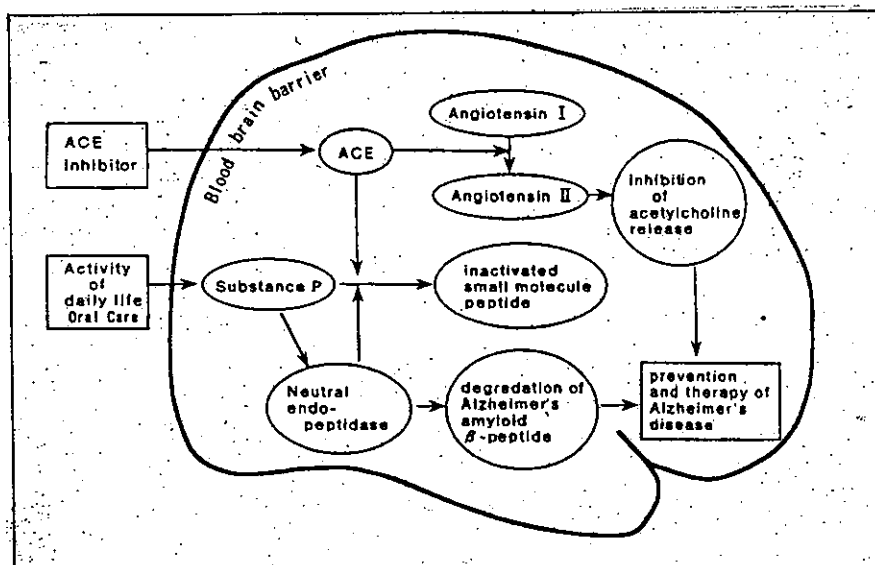 Blood brain barrier
ACE
inhibitor
ACE
Angiotensin I
Angiotensin II
Inhibition
of
acetylcholine
release
Activity
of
daily life
Oral Care
Substance P
inactivated
small molecule
peptide
Neutral
endo-
peptidase
degradation of
Alzheimer's
amyloid
β-peptide
prevention
and therapy of
Alzheimer's
disease